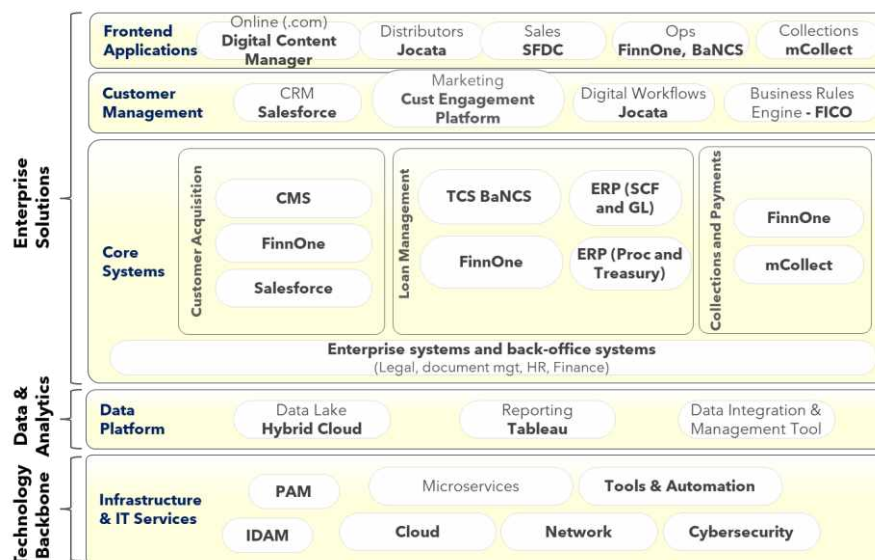 Enterprise
Solutions
Frontend
Applications
Online (.com)
Digital Content
Manager
Distributors
Jocata
Sales
SFDC
Ops
FinnOne, BaNCS
Collections
mCollect
Customer
Management
CRM
Salesforce
Marketing
Cust Engagement
Platform
Digital Workflows
Jocata
Business Rules
Engine - FICO
Core
Systems
Customer Acquisition
CMS
FinnOne
Salesforce
Loan Management
TCS BaNCS
ERP (SCF
and GL)
FinnOne
ERP (Proc and
Treasury)
Collections and Payments
FinnOne
mCollect
Enterprise systems and back-office systems
(Legal, document mgt, HR, Finance)
Data &
Analytics
Data
Platform
Data Lake
Hybrid Cloud
Reporting
Tableau
Data Integration &
Management Tool
Technology
Backbone
Infrastructure
& IT Services
PAM
Microservices
Tools & Automation
IDAM
Cloud
Network
Cybersecurity